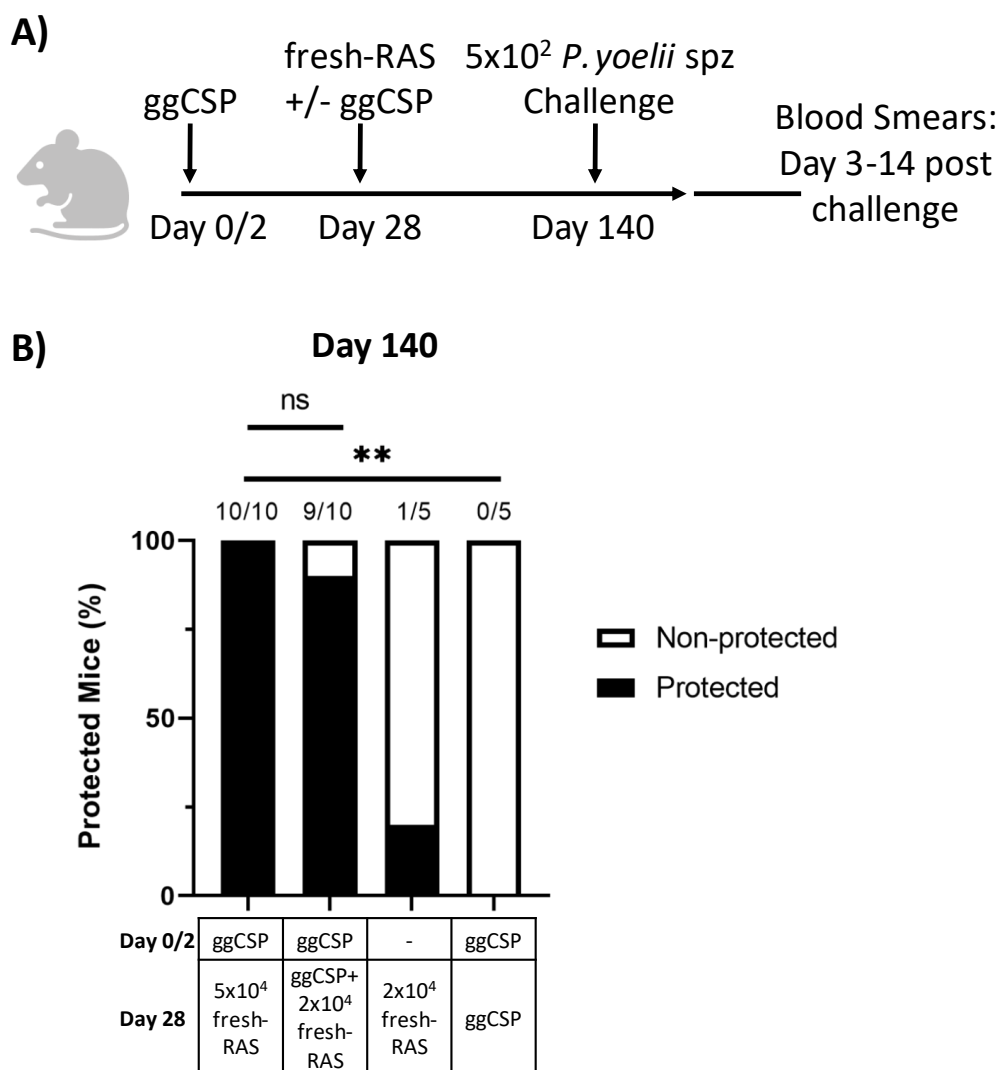 A)
ggCSP
fresh-RAS
+/- ggCSP
5x10² P. yoelii spz
Challenge
Blood Smears:
Day 3-14 post
challenge
Day 0/2
Day 28
Day 140
B)
Day 140
ns
**
10/10 9/10 1/5 0/5
100
50
0
Protected Mice (%)
Non-protected
Protected
Day 0/2 ggCSP ggCSP - ggCSP
Day 28
5x10⁴
fresh-
RAS
ggCSP+
2x10⁴
fresh-
RAS
2x10⁴
fresh-
RAS
ggCSP